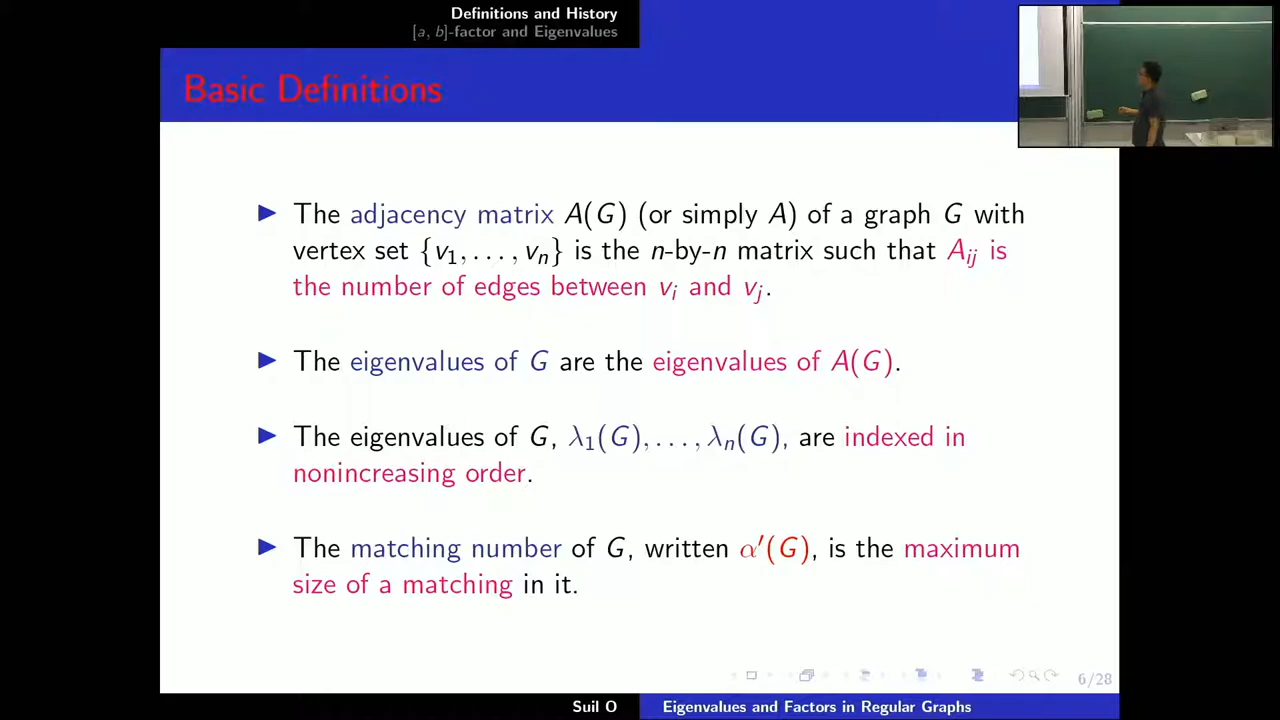 Definitions and History
[a, b]-factor and Eigenvalues
Basic Definitions
The adjacency matrix A(G) (or simply A) of a graph G with
vertex set {v₁, . . . , vₙ} is the n-by-n matrix such that Aᵢⱼ is
the number of edges between vᵢ and vⱼ.
The eigenvalues of G are the eigenvalues of A(G).
The eigenvalues of G, λ₁(G), . . . , λₙ(G), are indexed in
nonincreasing order.
The matching number of G, written α′(G), is the maximum
size of a matching in it.
6/28
Suil O
Eigenvalues and Factors in Regular Graphs